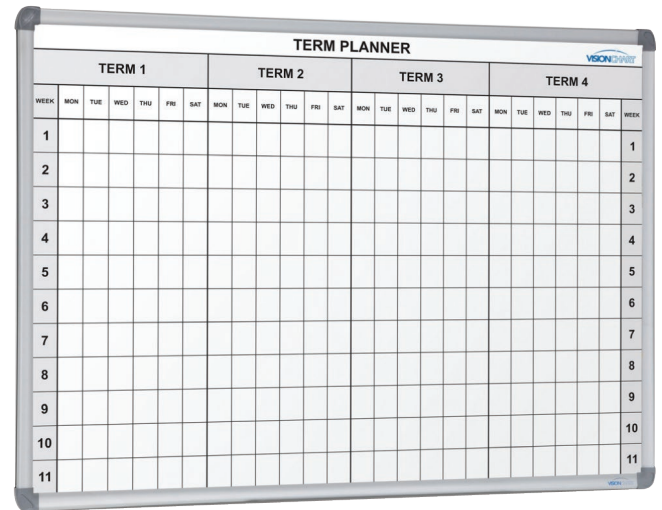 TERM PLANNER
VISIONCHART
TERM 1 TERM 2 TERM 3 TERM 4
WEEK MON TUE WED THU FRI SAT MON TUE WED THU FRI SAT MON TUE WED THU FRI SAT MON TUE WED THU FRI SAT WEEK
1 1
2 2
3 3
4 4
5 5
6 6
7 7
8 8
9 9
10 10
11 11
VISIONCHART